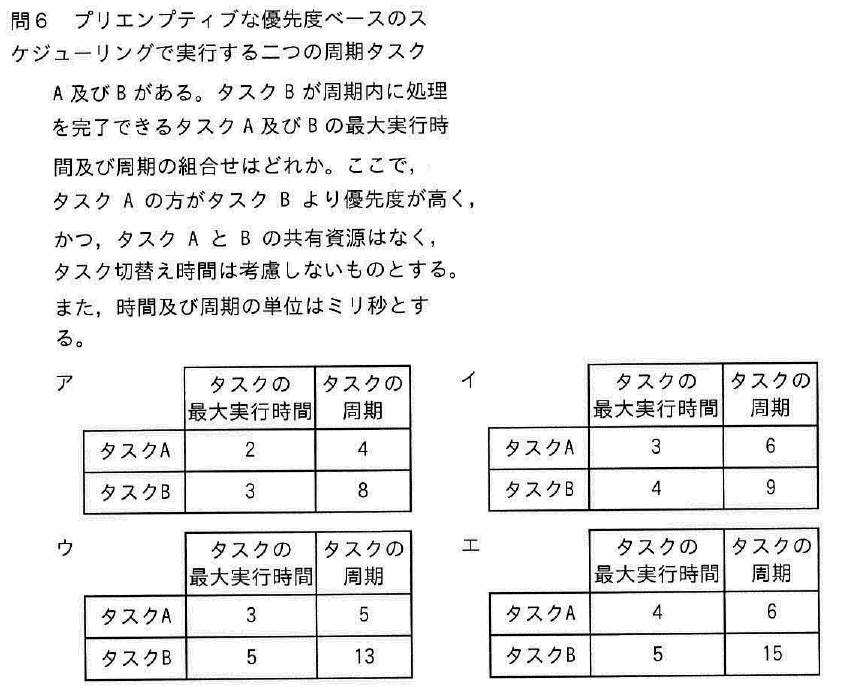 問6　プリエンプティブな優先度ベースのス
ケジューリングで実行する二つの周期タスク
A及びBがある。タスクBが周期内に処理
を完了できるタスクA及びBの最大実行時
間及び周期の組合せはどれか。ここで，
タスク A の方がタスク B より優先度が高く，
かつ，タスク A と B の共有資源はなく，
タスク切替え時間は考慮しないものとする。
また，時間及び周期の単位はミリ秒とす
る。
ア
タスクの 最大実行時間 タスクの 周期
タスクA 2 4
タスクB 3 8
イ
タスクの 最大実行時間 タスクの 周期
タスクA 3 6
タスクB 4 9
ウ
タスクの 最大実行時間 タスクの 周期
タスクA 3 5
タスクB 5 13
エ
タスクの 最大実行時間 タスクの 周期
タスクA 4 6
タスクB 5 15